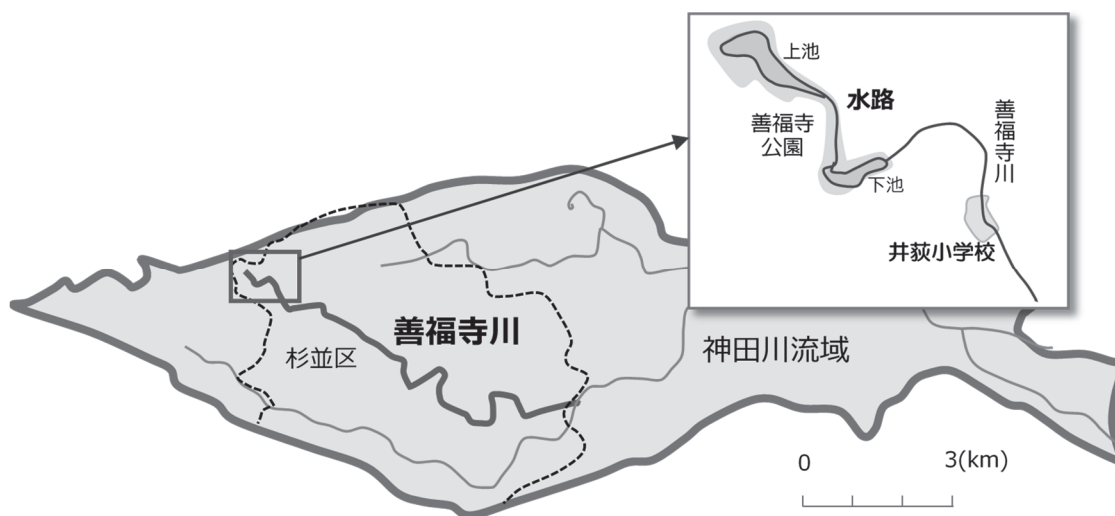 上池
水路
善福寺
公園
善福寺川
下池
井荻小学校
善福寺川
杉並区
神田川流域
0 3(km)